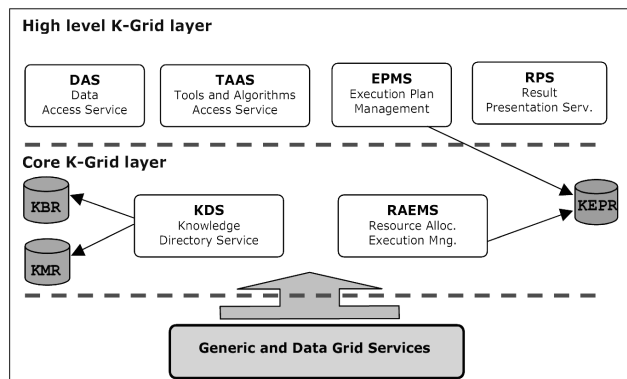 High level K-Grid layer
DAS
Data
Access Service
TAAS
Tools and Algorithms
Access Service
EPMS
Execution Plan
Management
RPS
Result
Presentation Serv.
Core K-Grid layer
KBR
KMR
KDS
Knowledge
Directory Service
RAEMS
Resource Alloc.
Execution Mng.
KEPR
Generic and Data Grid Services